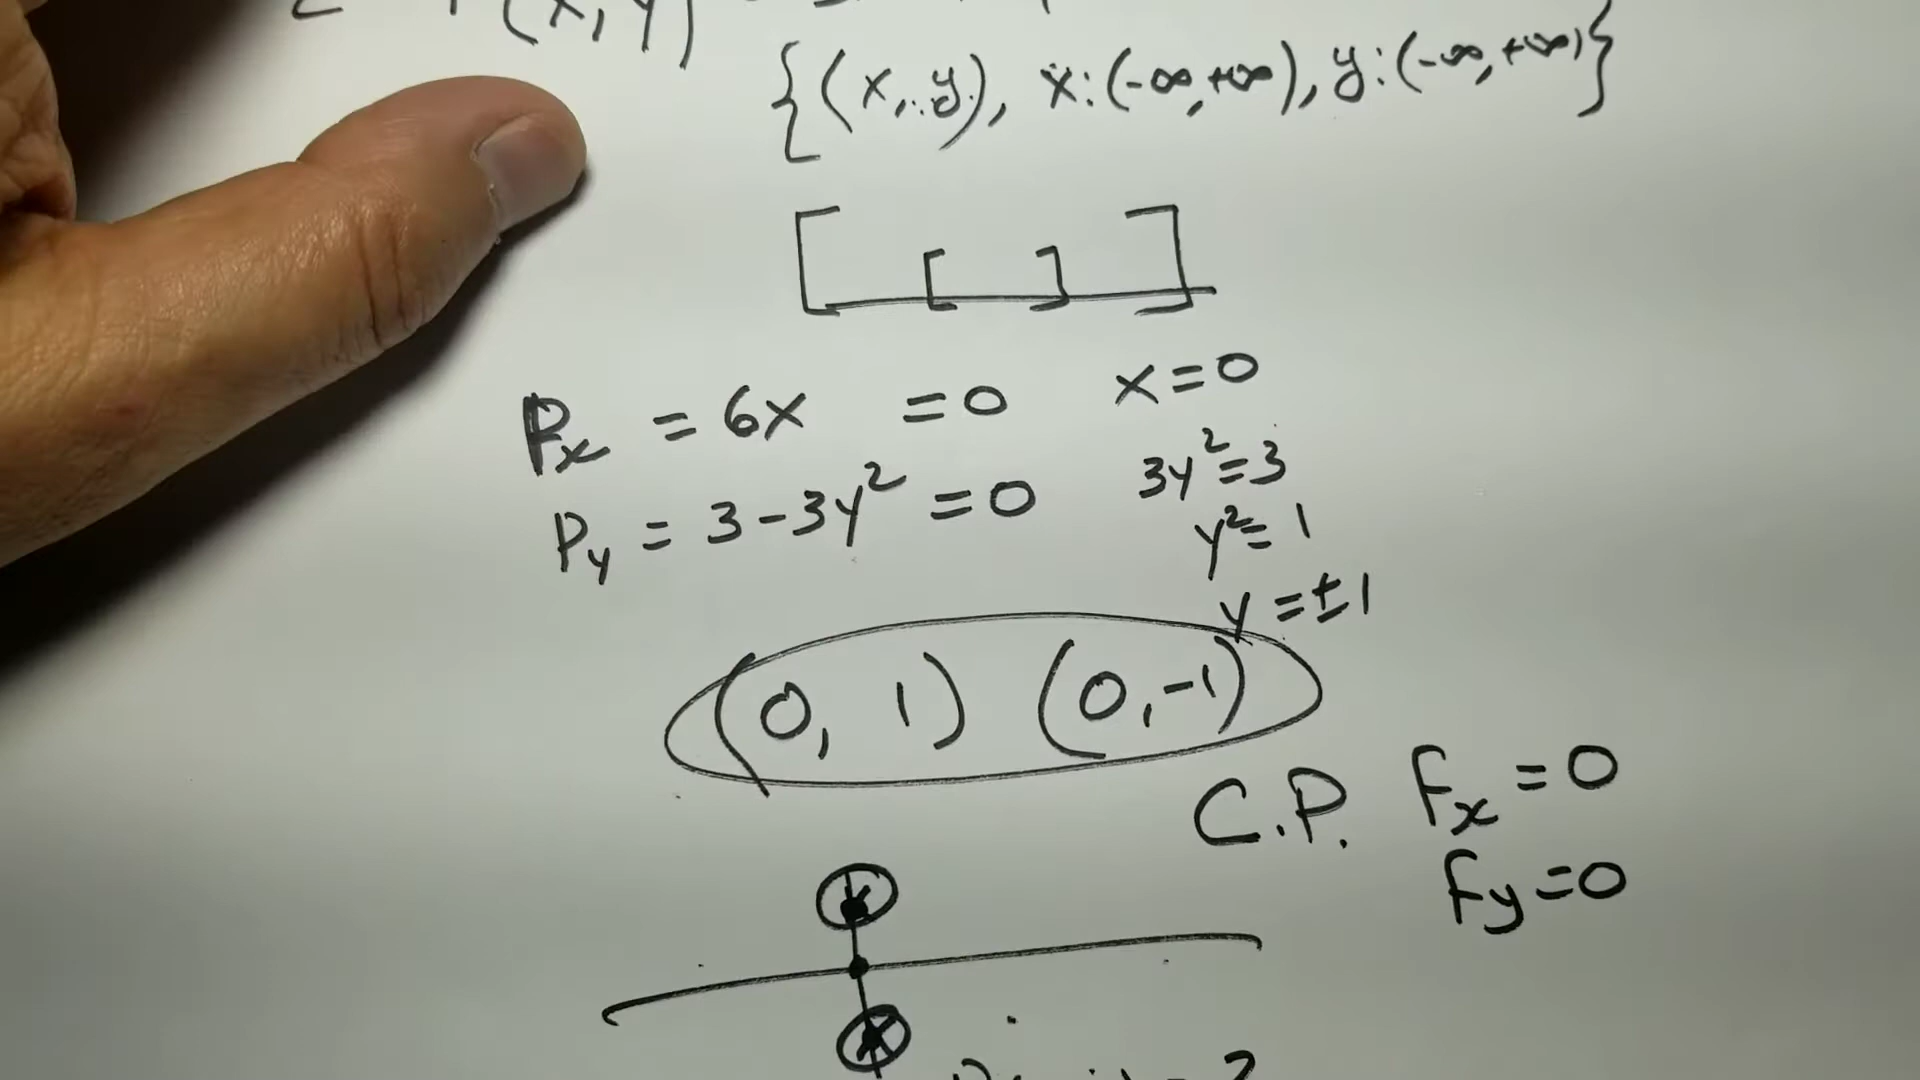 (x, y)
{(x, y), x:(-∞,+∞), y:(-∞,+∞)}
Px = 6x = 0 x=0
Py = 3-3y² = 0 3y²=3
y²=1
y=±1
(0, 1) (0,-1)
C.P. Fx=0
Fy=0